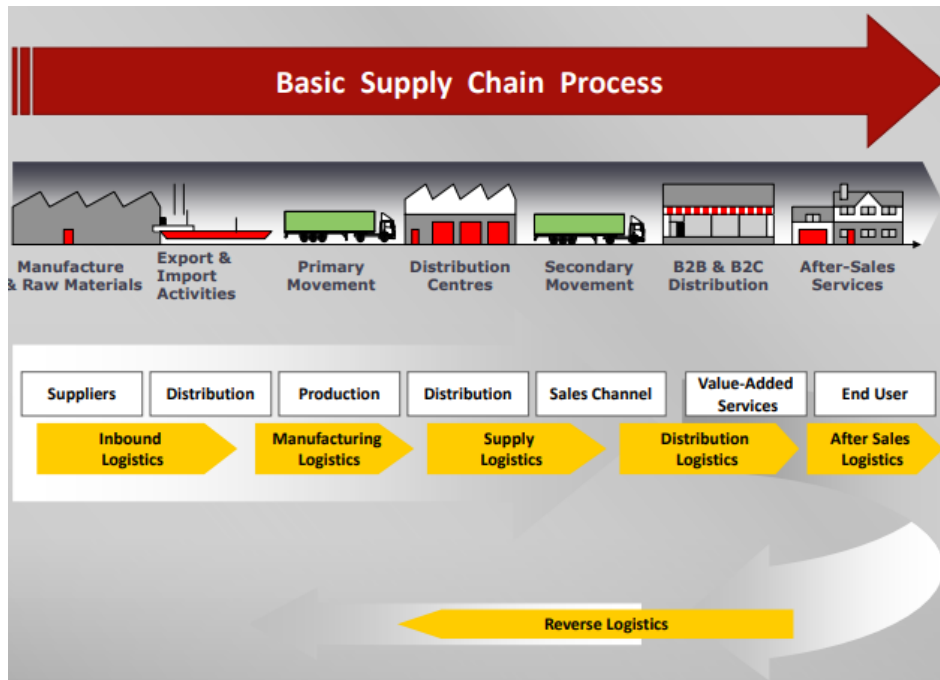 Basic Supply Chain Process
Manufacture
& Raw Materials
Export &
Import
Activities
Primary
Movement
Distribution
Centres
Secondary
Movement
B2B & B2C
Distribution
After-Sales
Services
Suppliers
Distribution
Production
Distribution
Sales Channel
Value-Added
Services
End User
Inbound
Logistics
Manufacturing
Logistics
Supply
Logistics
Distribution
Logistics
After Sales
Logistics
Reverse Logistics